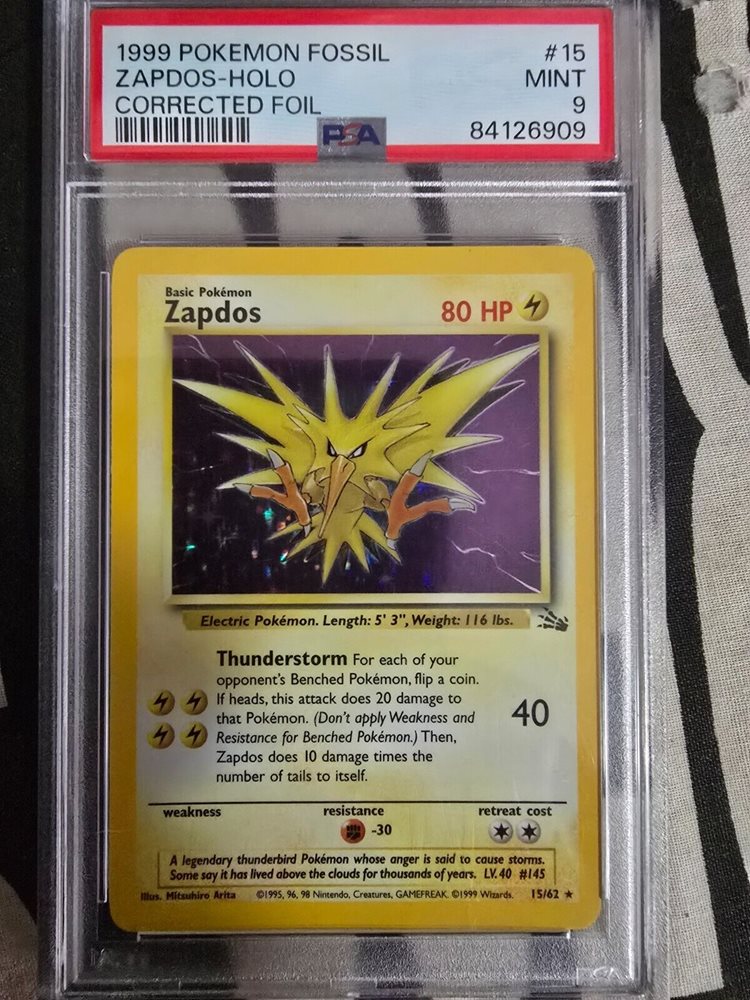 1999 POKEMON FOSSIL #15
ZAPDOS-HOLO MINT
CORRECTED FOIL 9
PSA 84126909
Basic Pokémon
Zapdos 80 HP
Electric Pokémon. Length: 5' 3", Weight: 116 lbs.
Thunderstorm For each of your
opponent's Benched Pokémon, flip a coin.
If heads, this attack does 20 damage to
that Pokémon. (Don't apply Weakness and 40
Resistance for Benched Pokémon.) Then,
Zapdos does 10 damage times the
number of tails to itself.
weakness resistance retreat cost
-30
A legendary thunderbird Pokémon whose anger is said to cause storms.
Some say it has lived above the clouds for thousands of years. LV. 40 #145
Illus. Mitsuhiro Arita ©1995, 96, 98 Nintendo, Creatures, GAMEFREAK. ©1999 Wizards. 15/62 ★